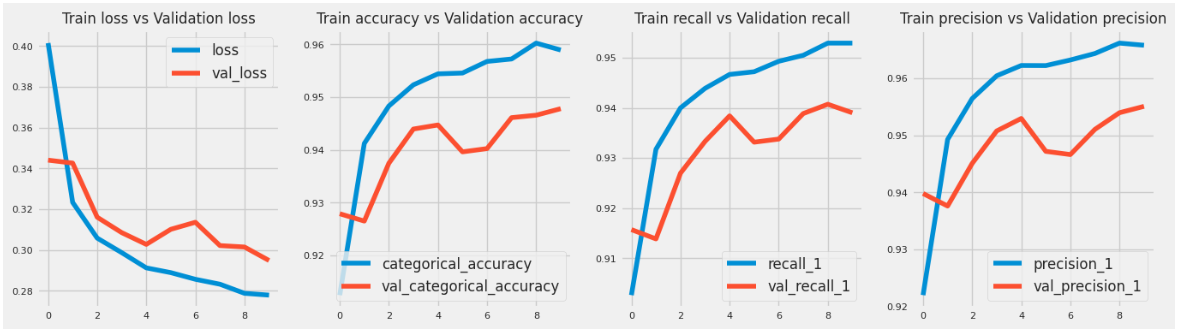 Train loss vs Validation loss
0.40
0.38
0.36
0.34
0.32
0.30
0.28
0 2 4 6 8
loss
val_loss
Train accuracy vs Validation accuracy
0.96
0.95
0.94
0.93
0.92
0 2 4 6 8
categorical_accuracy
val_categorical_accuracy
Train recall vs Validation recall
0.95
0.94
0.93
0.92
0.91
0 2 4 6 8
recall_1
val_recall_1
Train precision vs Validation precision
0.96
0.95
0.94
0.93
0.92
0 2 4 6 8
precision_1
val_precision_1